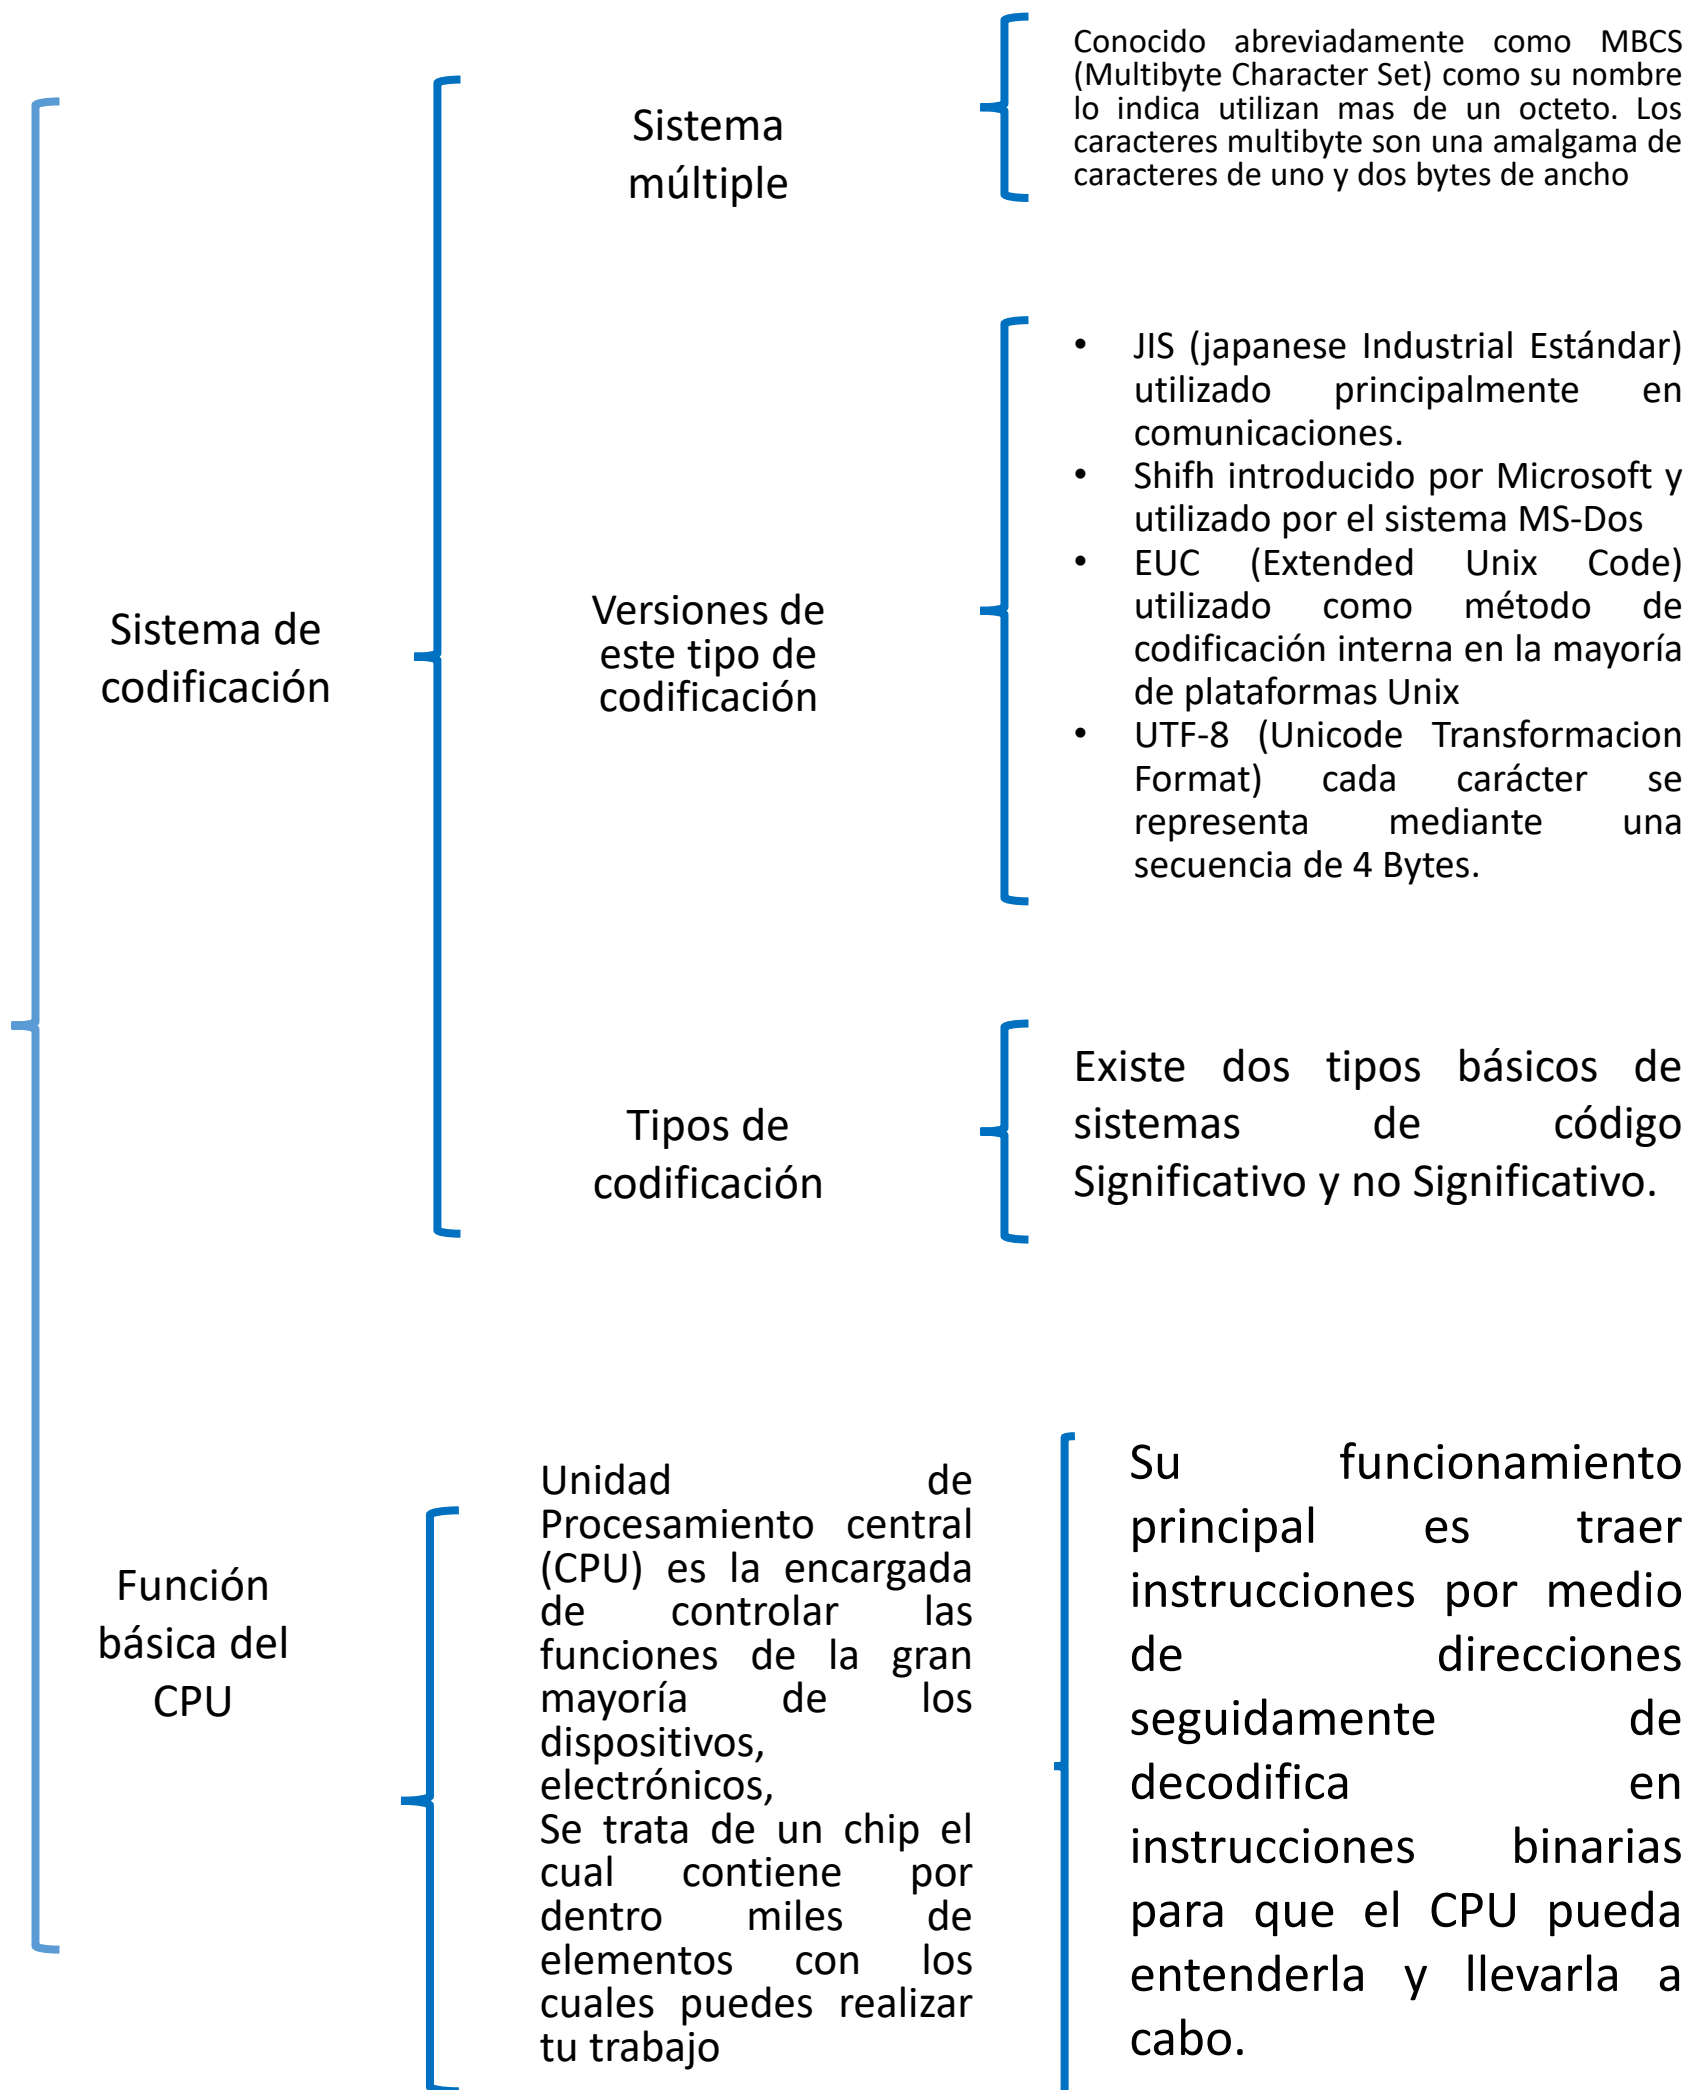 Conocido abreviadamente como MBCS
(Multibyte Character Set) como su nombre
lo indica utilizan mas de un octeto. Los
caracteres multibyte son una amalgama de
caracteres de uno y dos bytes de ancho
Sistema
múltiple
• JIS (japanese Industrial Estándar)
utilizado principalmente en
comunicaciones.
• Shifh introducido por Microsoft y
utilizado por el sistema MS-Dos
• EUC (Extended Unix Code)
utilizado como método de
codificación interna en la mayoría
de plataformas Unix
• UTF-8 (Unicode Transformacion
Format) cada carácter se
representa mediante una
secuencia de 4 Bytes.
Versiones de
este tipo de
codificación
Sistema de
codificación
Existe dos tipos básicos de
sistemas de código
Significativo y no Significativo.
Tipos de
codificación
Función
básica del
CPU
Unidad de
Procesamiento central
(CPU) es la encargada
de controlar las
funciones de la gran
mayoría de los
dispositivos,
electrónicos,
Se trata de un chip el
cual contiene por
dentro miles de
elementos con los
cuales puedes realizar
tu trabajo
Su funcionamiento
principal es traer
instrucciones por medio
de direcciones
seguidamente de
decodifica en
instrucciones binarias
para que el CPU pueda
entenderla y llevarla a
cabo.